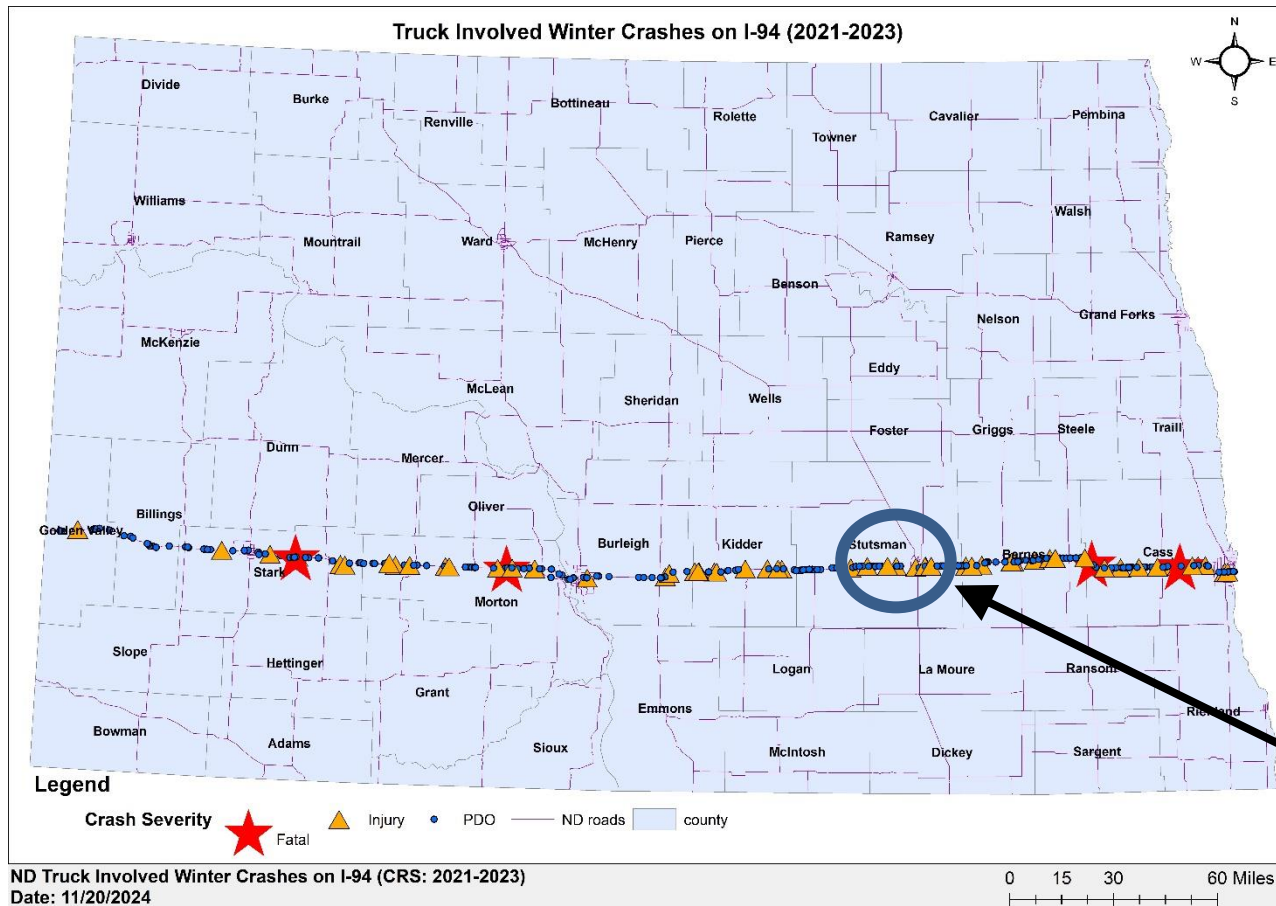 Truck Involved Winter Crashes on I-94 (2021-2023)
N
W E
S
Divide
Burke
Renville
Bottineau
Rolette
Towner
Cavalier
Pembina
Williams
Mountrail
Ward
McHenry
Pierce
Ramsey
Walsh
Benson
McKenzie
Nelson
Grand Forks
McLean
Sheridan
Wells
Eddy
Dunn
Mercer
Foster
Griggs
Steele
Traill
Golden Valley
Billings
Oliver
Burleigh
Kidder
Stutsman
Barnes
Cass
Stark
Morton
Slope
Hettinger
Grant
Emmons
Logan
La Moure
Ransom
Richland
Bowman
Adams
Sioux
McIntosh
Dickey
Sargent
Legend
Crash Severity Fatal Injury PDO ND roads county
ND Truck Involved Winter Crashes on I-94 (CRS: 2021-2023)
Date: 11/20/2024
0 15 30 60 Miles